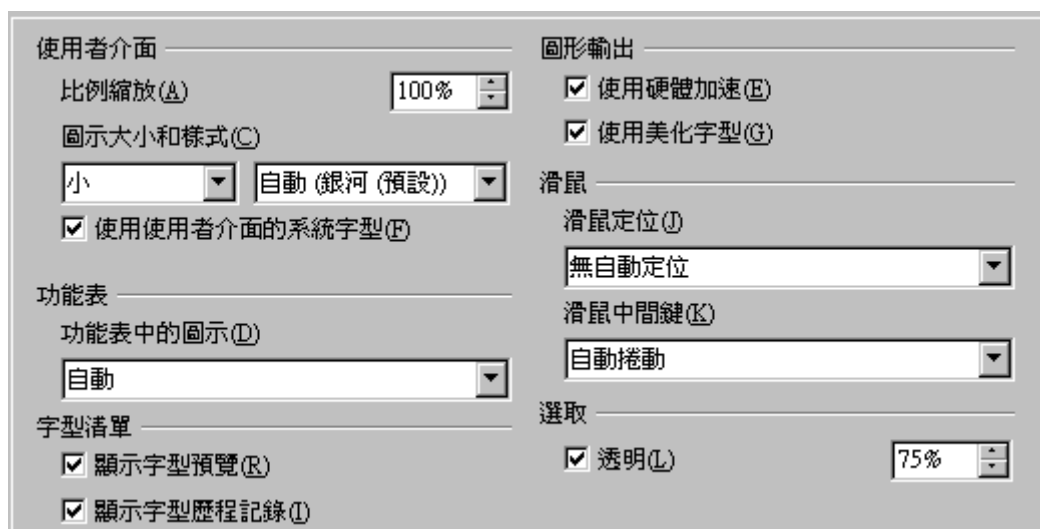 使用者介面
比例縮放(A)
100%
圖示大小和樣式(C)
小
自動 (銀河 (預設))
使用使用者介面的系統字型(F)
功能表
功能表中的圖示(D)
自動
字型清單
顯示字型預覽(R)
顯示字型歷程記錄(I)
圖形輸出
使用硬體加速(E)
使用美化字型(G)
滑鼠
滑鼠定位(J)
無自動定位
滑鼠中間鍵(K)
自動捲動
選取
透明(L)
75%